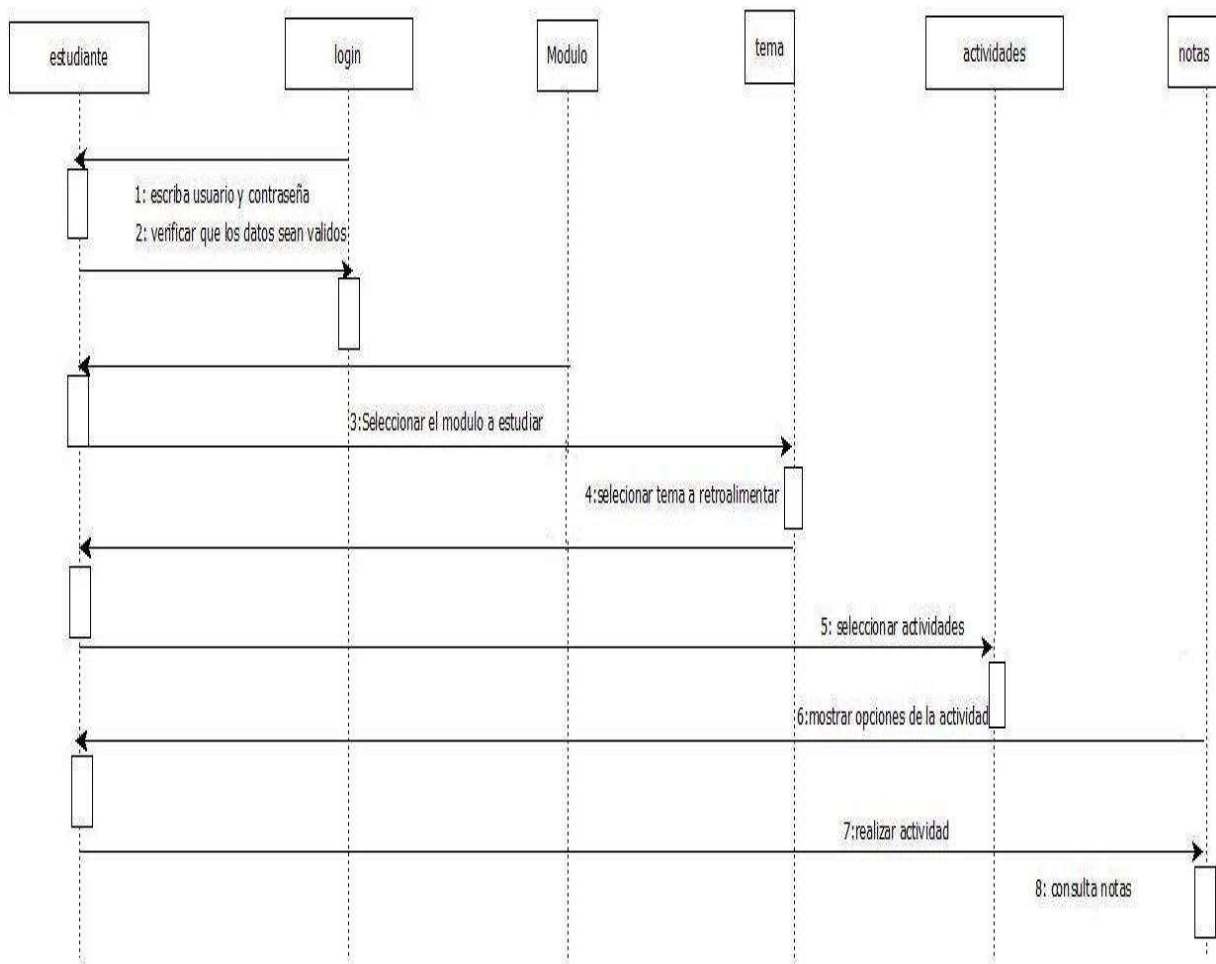 estudiante
login
Modulo
tema
actividades
notas
1: escriba usuario y contraseña
2: verificar que los datos sean validos
3:Seleccionar el modulo a estudiar
4:selecionar tema a retroalimentar
5: seleccionar actividades
6:mostrar opciones de la actividad
7:realizar actividad
8: consulta notas